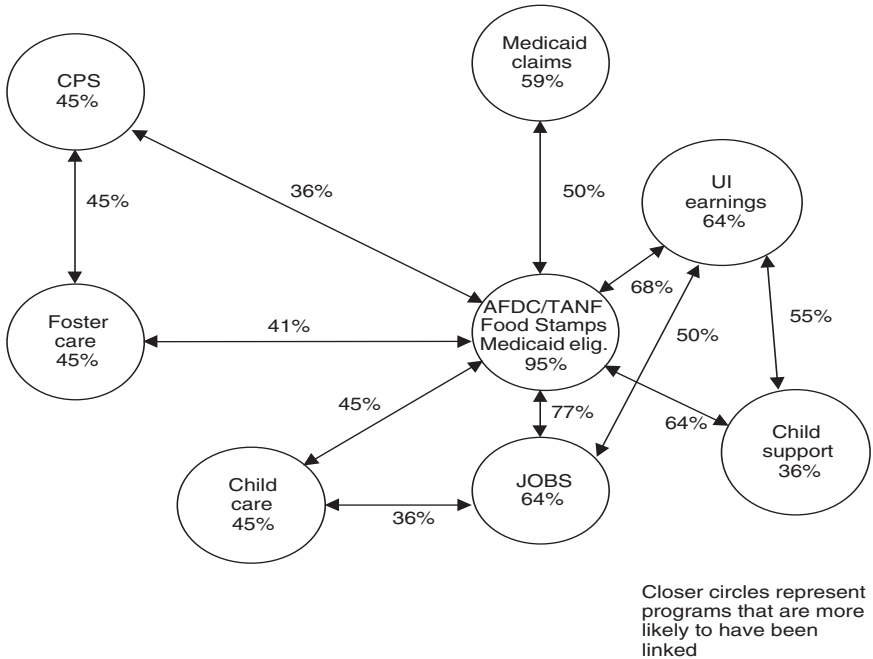 Medicaid
claims
59%
CPS
45%
UI
earnings
64%
36%
50%
45%
68%
AFDC/TANF
Food Stamps
Medicaid elig.
95%
55%
50%
Foster
care
45%
41%
45%
77%
64%
Child
support
36%
Child
care
45%
JOBS
64%
36%
Closer circles represent
programs that are more
likely to have been
linked